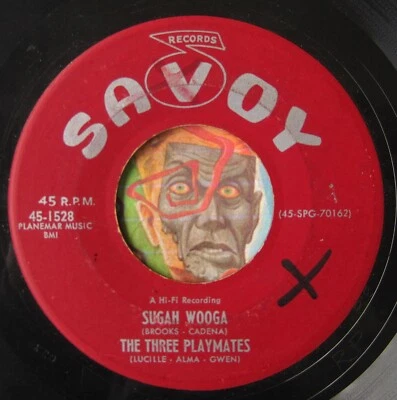 RECORDS
SAVOY
45 R.P.M.
45-1528
PLANEMAR MUSIC
BMI
(45-SPG-70162)
A Hi-Fi Recording
SUGAH WOOGA
(BROOKS - CADENA)
THE THREE PLAYMATES
(LUCILLE - ALMA - GWEN)
X